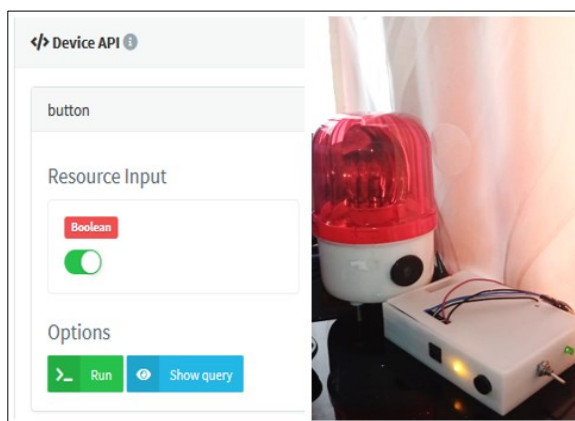 </> Device API
button
Resource Input
Boolean
Options
>_ Run
Show query